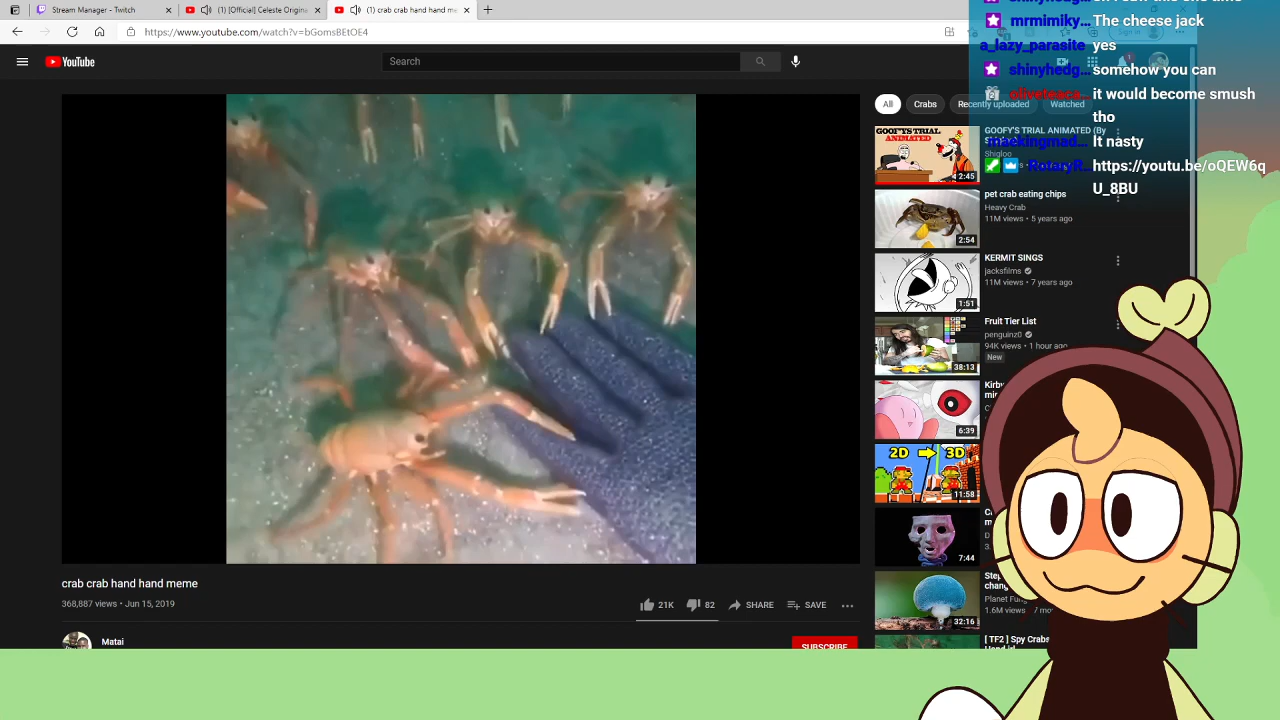 Stream Manager - Twitch
(1) [Official] Celeste Origina
(1) crab crab hand hand me
https://www.youtube.com/watch?v=bGomsBEtOE4
YouTube
Search
mrmimiky... The cheese jack
a_lazy_parasite yes
shinyhedg... somehow you can
it would become smush
tho
It nasty
RotaryR... https://youtu.be/oQEW6q
U_8BU
All
Crabs
Recently uploaded
Watched
GOOFY'S TRIAL
ANIMATED
2:45
GOOFY'S TRIAL ANIMATED (By
Shigloo
2:54
pet crab eating chips
Heavy Crab
11M views • 5 years ago
1:51
KERMIT SINGS
jacksfilms
11M views • 7 years ago
38:13
Fruit Tier List
penguinz0
94K views • 1 hour ago
New
6:39
2D
3D
11:58
7:44
32:16
Planet Fun
1.6M views
[ TF2 ] Spy Crabs
crab crab hand hand meme
368,887 views • Jun 15, 2019
21K
82
SHARE
SAVE
Matai
SUBSCRIBE